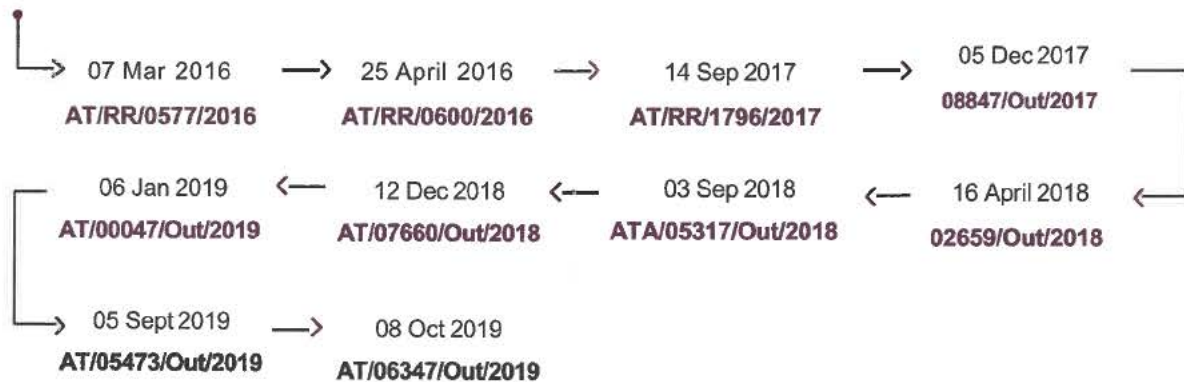 07 Mar 2016
AT/RR/0577/2016
25 April 2016
AT/RR/0600/2016
14 Sep 2017
AT/RR/1796/2017
05 Dec 2017
08847/Out/2017
16 April 2018
02659/Out/2018
03 Sep 2018
ATA/05317/Out/2018
12 Dec 2018
AT/07660/Out/2018
06 Jan 2019
AT/00047/Out/2019
05 Sept 2019
AT/05473/Out/2019
08 Oct 2019
AT/06347/Out/2019